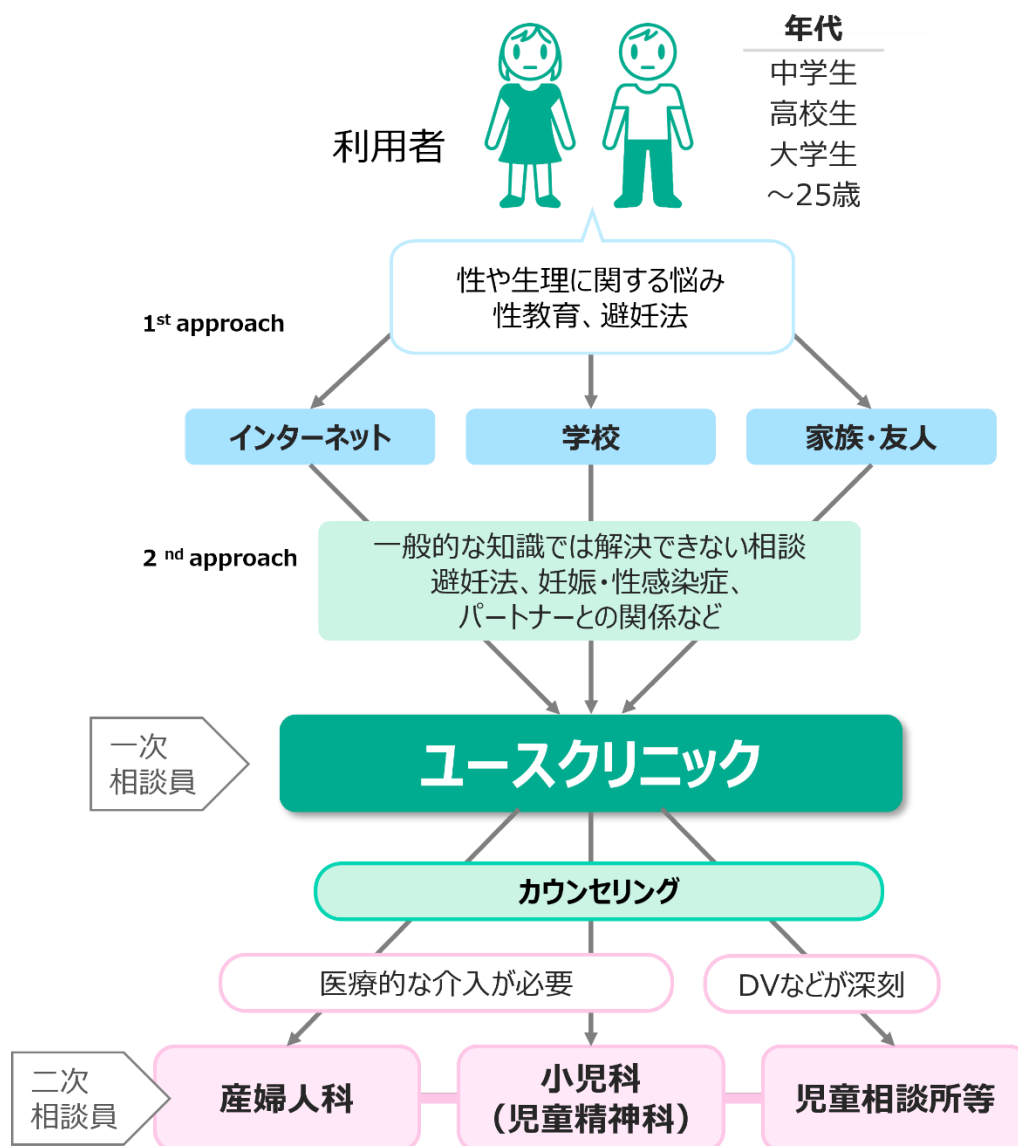 年代
中学生
高校生
大学生
～25歳
利用者
性や生理に関する悩み
性教育、避妊法
1st approach
インターネット
学校
家族・友人
2 nd approach
一般的な知識では解決できない相談
避妊法、妊娠・性感染症、
パートナーとの関係など
一次
相談員
ユースクリニック
カウンセリング
医療的な介入が必要
DVなどが深刻
二次
相談員
産婦人科
小児科
（児童精神科）
児童相談所等